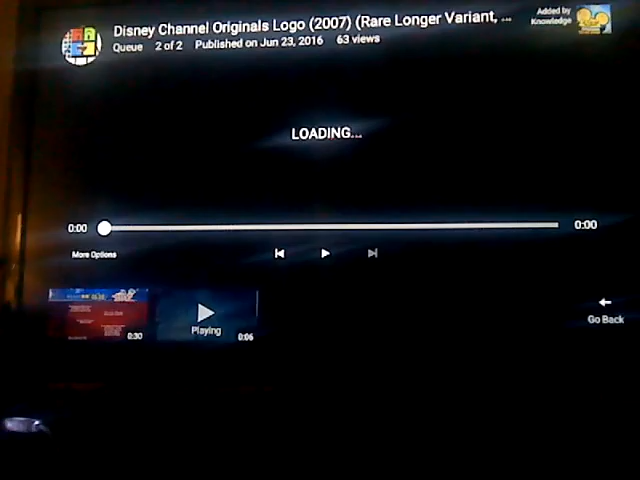 Disney Channel Originals Logo (2007) (Rare Longer Variant, ...
Queue 2 of 2 Published on Jun 23, 2016 63 views
Added by
Knowledge
LOADING...
0:00 0:00
More Options
Playing
0:30 0:06
Go Back